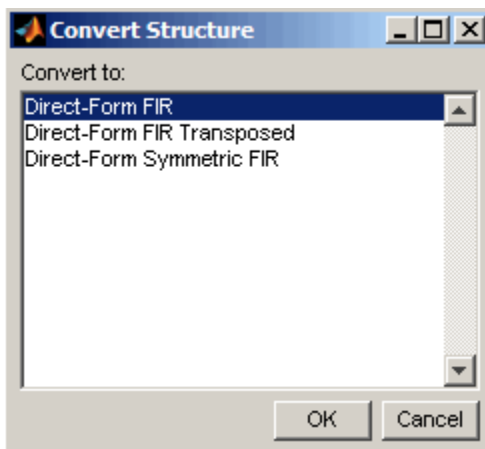 Convert Structure
Convert to:
Direct-Form FIR
Direct-Form FIR Transposed
Direct-Form Symmetric FIR
OK Cancel